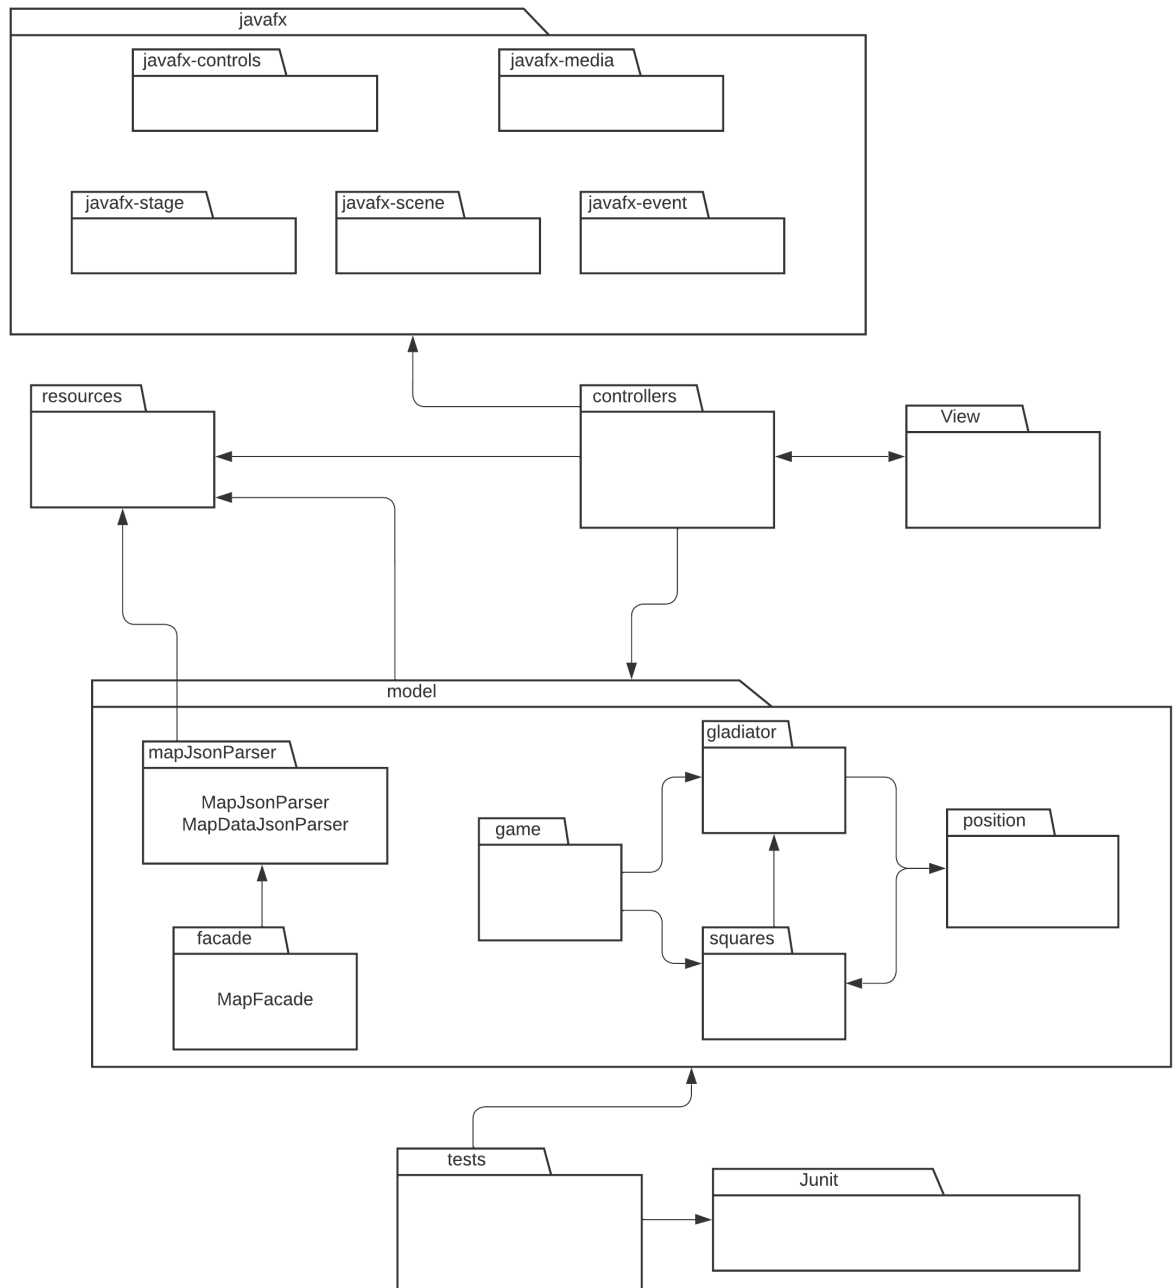 javafx
javafx-controls
javafx-media
javafx-stage
javafx-scene
javafx-event
resources
controllers
View
model
mapJsonParser
MapJsonParser
MapDataJsonParser
gladiator
game
position
facade
MapFacade
squares
tests
Junit